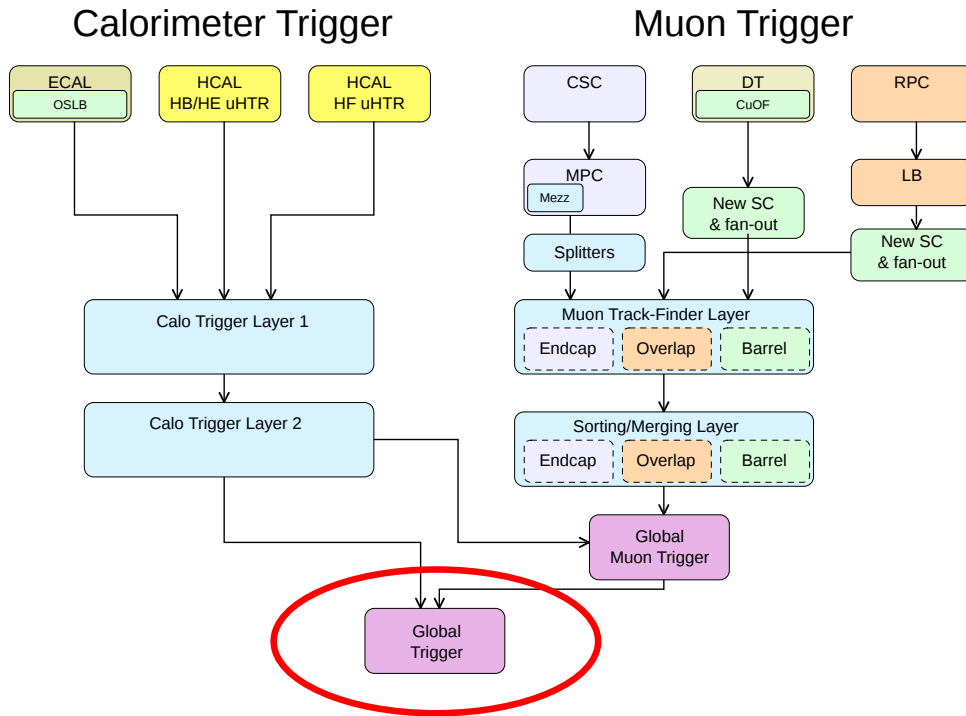 Calorimeter Trigger
Muon Trigger
ECAL
OSLB
HCAL
HB/HE uHTR
HCAL
HF uHTR
CSC
DT
CuOF
RPC
MPC
Mezz
LB
New SC
& fan-out
Splitters
New SC
& fan-out
Calo Trigger Layer 1
Muon Track-Finder Layer
Endcap
Overlap
Barrel
Calo Trigger Layer 2
Sorting/Merging Layer
Endcap
Overlap
Barrel
Global
Muon Trigger
Global
Trigger